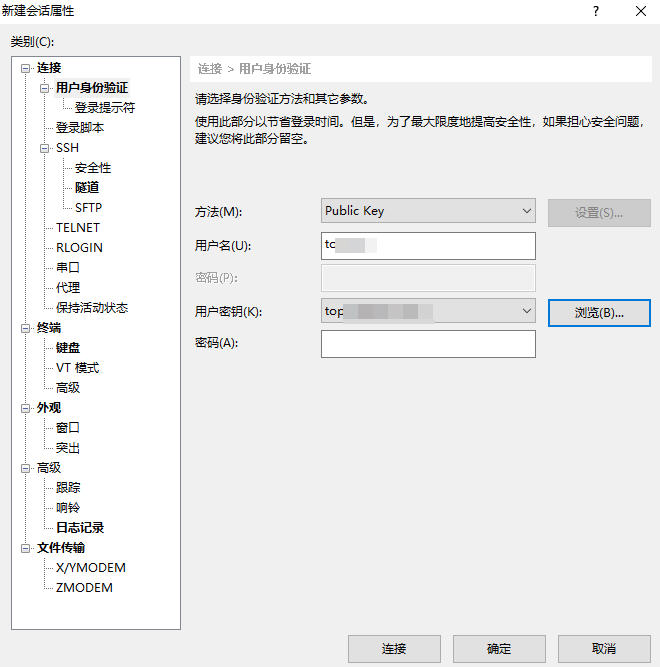 新建会话属性
类别(C):
连接
用户身份验证
登录提示符
登录脚本
SSH
安全性
隧道
SFTP
TELNET
RLOGIN
串口
代理
保持活动状态
终端
键盘
VT 模式
高级
外观
窗口
突出
高级
跟踪
响铃
日志记录
文件传输
X/YMODEM
ZMODEM
连接 > 用户身份验证
请选择身份验证方法和其它参数。
使用此部分以节省登录时间。但是，为了最大限度地提高安全性，如果担心安全问题，
建议您将此部分留空。
方法(M): Public Key 设置(S)...
用户名(U):
密码(P):
用户密钥(K): top 浏览(B)...
密码(A):
连接 确定 取消